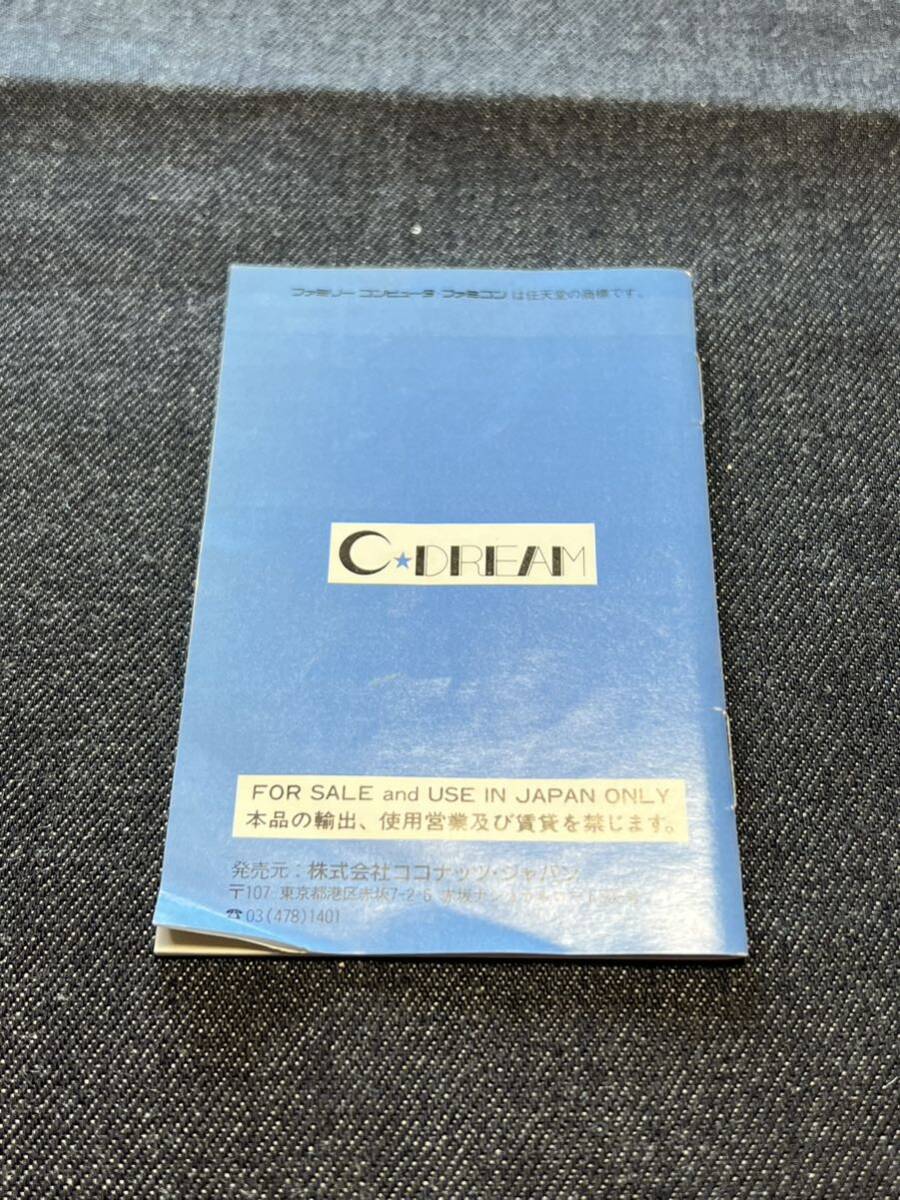 ファミリー コンピュータ ファミコン は任天堂の商標です。
C★DREAM
FOR SALE and USE IN JAPAN ONLY
本品の輸出、使用営業及び賃貸を禁じます。
発売元：株式会社ココナッツ・ジャパン
〒107 東京都港区赤坂7-2-6
☎03(478)1401